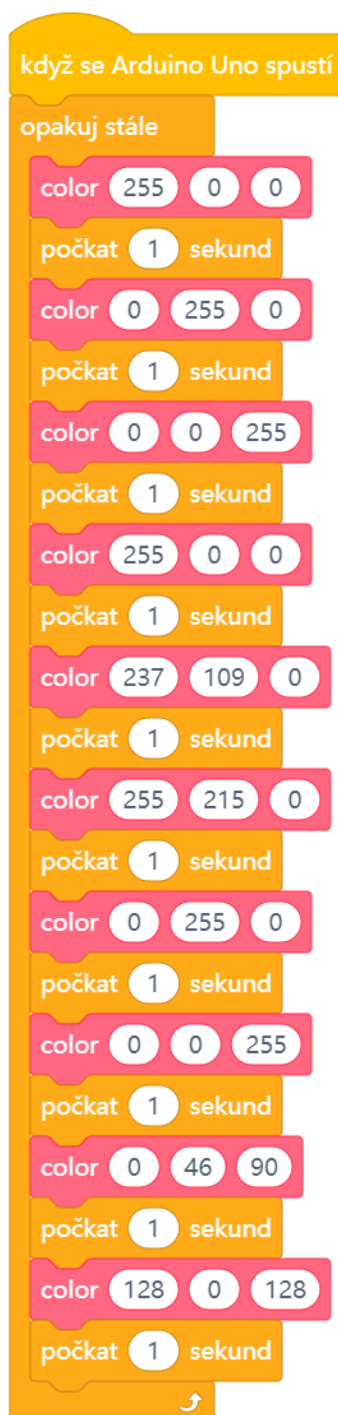 když se Arduino Uno spustí
opakuj stále
color 255 0 0
počkat 1 sekund
color 0 255 0
počkat 1 sekund
color 0 0 255
počkat 1 sekund
color 255 0 0
počkat 1 sekund
color 237 109 0
počkat 1 sekund
color 255 215 0
počkat 1 sekund
color 0 255 0
počkat 1 sekund
color 0 0 255
počkat 1 sekund
color 0 46 90
počkat 1 sekund
color 128 0 128
počkat 1 sekund